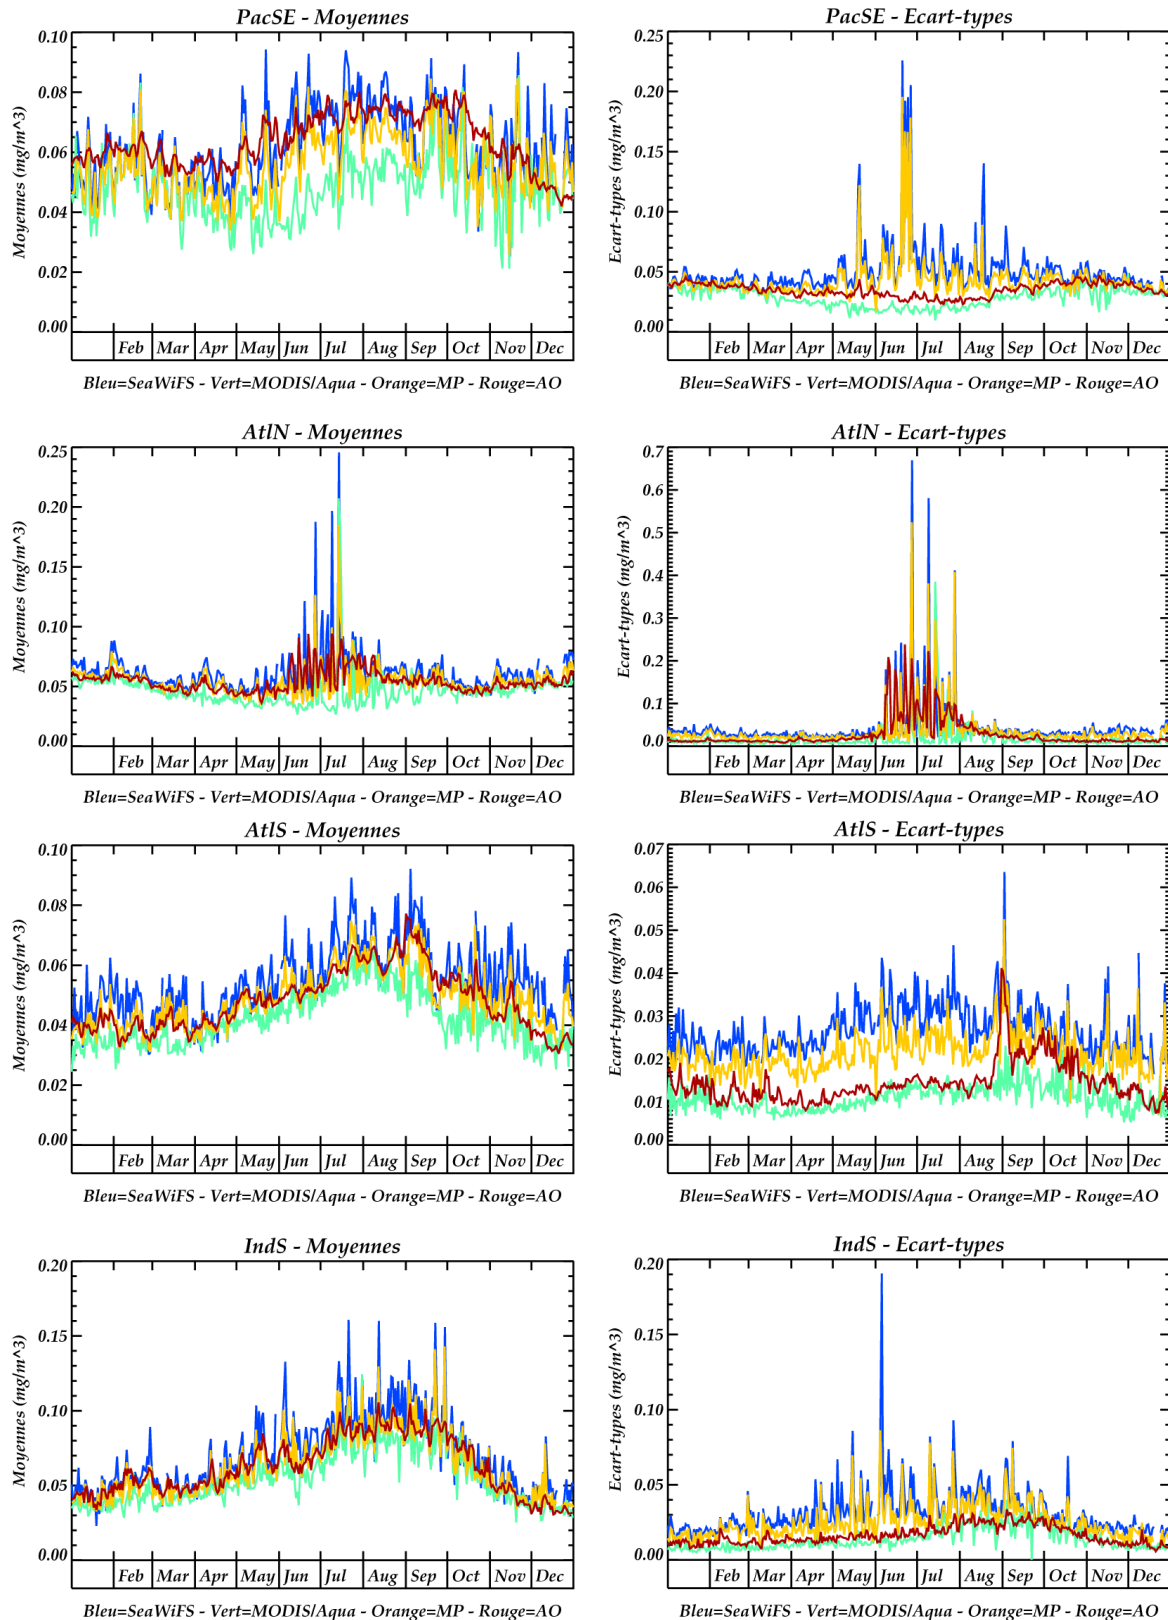 PacSE - Moyennes
0.10
0.08
0.06
0.04
0.02
0.00
Moyennes (mg/m^3)
Feb Mar Apr May Jun Jul Aug Sep Oct Nov Dec
Bleu=SeaWiFS - Vert=MODIS/Aqua - Orange=MP - Rouge=AO
PacSE - Ecart-types
0.25
0.20
0.15
0.10
0.05
0.00
Ecart-types (mg/m^3)
Feb Mar Apr May Jun Jul Aug Sep Oct Nov Dec
Bleu=SeaWiFS - Vert=MODIS/Aqua - Orange=MP - Rouge=AO
AtlN - Moyennes
0.25
0.20
0.15
0.10
0.05
0.00
Moyennes (mg/m^3)
Feb Mar Apr May Jun Jul Aug Sep Oct Nov Dec
Bleu=SeaWiFS - Vert=MODIS/Aqua - Orange=MP - Rouge=AO
AtlN - Ecart-types
0.7
0.6
0.5
0.4
0.3
0.2
0.1
0.0
Ecart-types (mg/m^3)
Feb Mar Apr May Jun Jul Aug Sep Oct Nov Dec
Bleu=SeaWiFS - Vert=MODIS/Aqua - Orange=MP - Rouge=AO
AtlS - Moyennes
0.10
0.08
0.06
0.04
0.02
0.00
Moyennes (mg/m^3)
Feb Mar Apr May Jun Jul Aug Sep Oct Nov Dec
Bleu=SeaWiFS - Vert=MODIS/Aqua - Orange=MP - Rouge=AO
AtlS - Ecart-types
0.07
0.06
0.05
0.04
0.03
0.02
0.01
0.00
Ecart-types (mg/m^3)
Feb Mar Apr May Jun Jul Aug Sep Oct Nov Dec
Bleu=SeaWiFS - Vert=MODIS/Aqua - Orange=MP - Rouge=AO
IndS - Moyennes
0.20
0.15
0.10
0.05
0.00
Moyennes (mg/m^3)
Feb Mar Apr May Jun Jul Aug Sep Oct Nov Dec
Bleu=SeaWiFS - Vert=MODIS/Aqua - Orange=MP - Rouge=AO
IndS - Ecart-types
0.20
0.15
0.10
0.05
0.00
Ecart-types (mg/m^3)
Feb Mar Apr May Jun Jul Aug Sep Oct Nov Dec
Bleu=SeaWiFS - Vert=MODIS/Aqua - Orange=MP - Rouge=AO